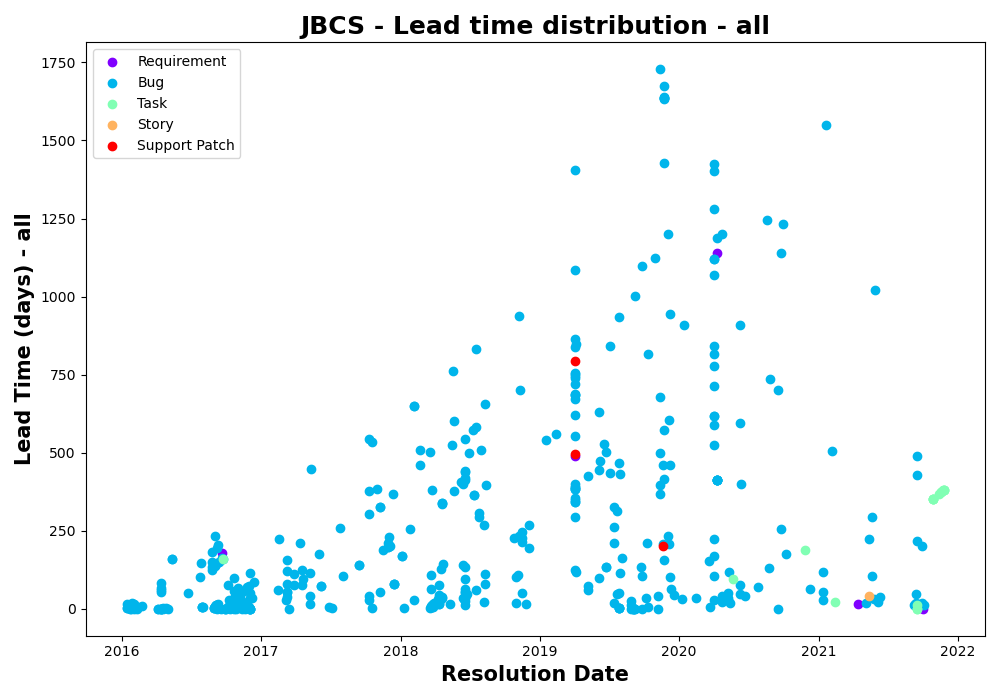 JBCS - Lead time distribution - all
Requirement
Bug
Task
Story
Support Patch
Lead Time (days) - all
1750
1500
1250
1000
750
500
250
0
2016 2017 2018 2019 2020 2021 2022
Resolution Date